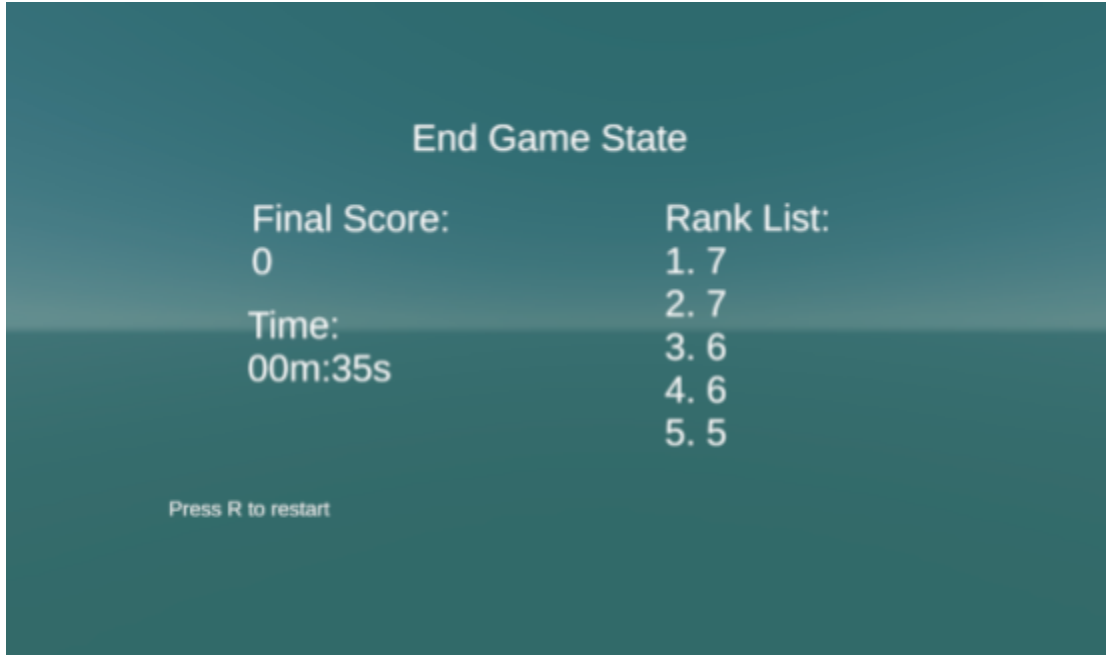 End Game State
Final Score:
0
Time:
00m:35s
Rank List:
1. 7
2. 7
3. 6
4. 6
5. 5
Press R to restart